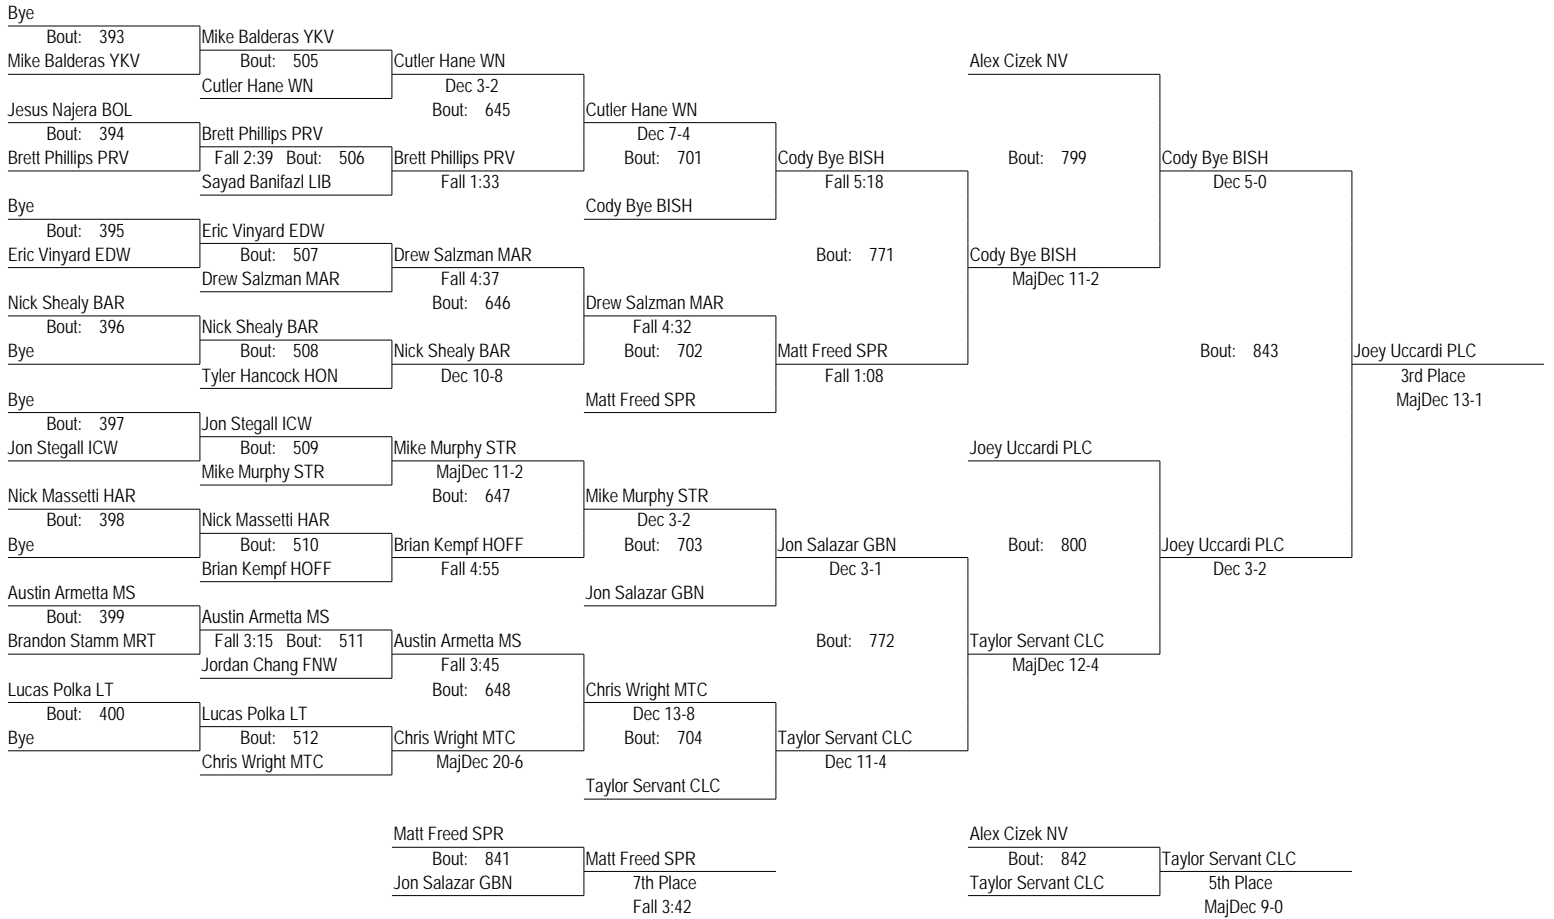 Bye
Bout: 393 Mike Balderas YKV
Mike Balderas YKV Bout: 505 Cutler Hane WN Alex Cizek NV
Cutler Hane WN Dec 3-2
Jesus Najera BOL Bout: 645 Cutler Hane WN
Bout: 394 Brett Phillips PRV Dec 7-4
Brett Phillips PRV Fall 2:39 Bout: 506 Brett Phillips PRV Bout: 701 Cody Bye BISH Bout: 799 Cody Bye BISH
Sayad Banifazl LIB Fall 1:33 Fall 5:18 Dec 5-0
Bye Cody Bye BISH
Bout: 395 Eric Vinyard EDW
Eric Vinyard EDW Bout: 507 Drew Salzman MAR Bout: 771 Cody Bye BISH
Drew Salzman MAR Fall 4:37 MajDec 11-2
Nick Shealy BAR Bout: 646 Drew Salzman MAR
Bout: 396 Nick Shealy BAR Fall 4:32
Bye Bout: 508 Nick Shealy BAR Bout: 702 Matt Freed SPR Bout: 843 Joey Uccardi PLC
Tyler Hancock HON Dec 10-8 Fall 1:08 3rd Place
Bye Matt Freed SPR MajDec 13-1
Bout: 397 Jon Stegall ICW
Jon Stegall ICW Bout: 509 Mike Murphy STR Joey Uccardi PLC
Mike Murphy STR MajDec 11-2
Nick Massetti HAR Bout: 647 Mike Murphy STR
Bout: 398 Nick Massetti HAR Dec 3-2
Bye Bout: 510 Brian Kempf HOFF Bout: 703 Jon Salazar GBN Bout: 800 Joey Uccardi PLC
Brian Kempf HOFF Fall 4:55 Dec 3-1 Dec 3-2
Austin Armetta MS Jon Salazar GBN
Bout: 399 Austin Armetta MS
Brandon Stamm MRT Fall 3:15 Bout: 511 Austin Armetta MS Bout: 772 Taylor Servant CLC
Jordan Chang FNW Fall 3:45 MajDec 12-4
Lucas Polka LT Bout: 648 Chris Wright MTC
Bout: 400 Lucas Polka LT Dec 13-8
Bye Bout: 512 Chris Wright MTC Bout: 704 Taylor Servant CLC
Chris Wright MTC MajDec 20-6 Dec 11-4
Taylor Servant CLC
Matt Freed SPR Alex Cizek NV
Bout: 841 Matt Freed SPR Bout: 842 Taylor Servant CLC
Jon Salazar GBN 7th Place Taylor Servant CLC 5th Place
Fall 3:42 MajDec 9-0